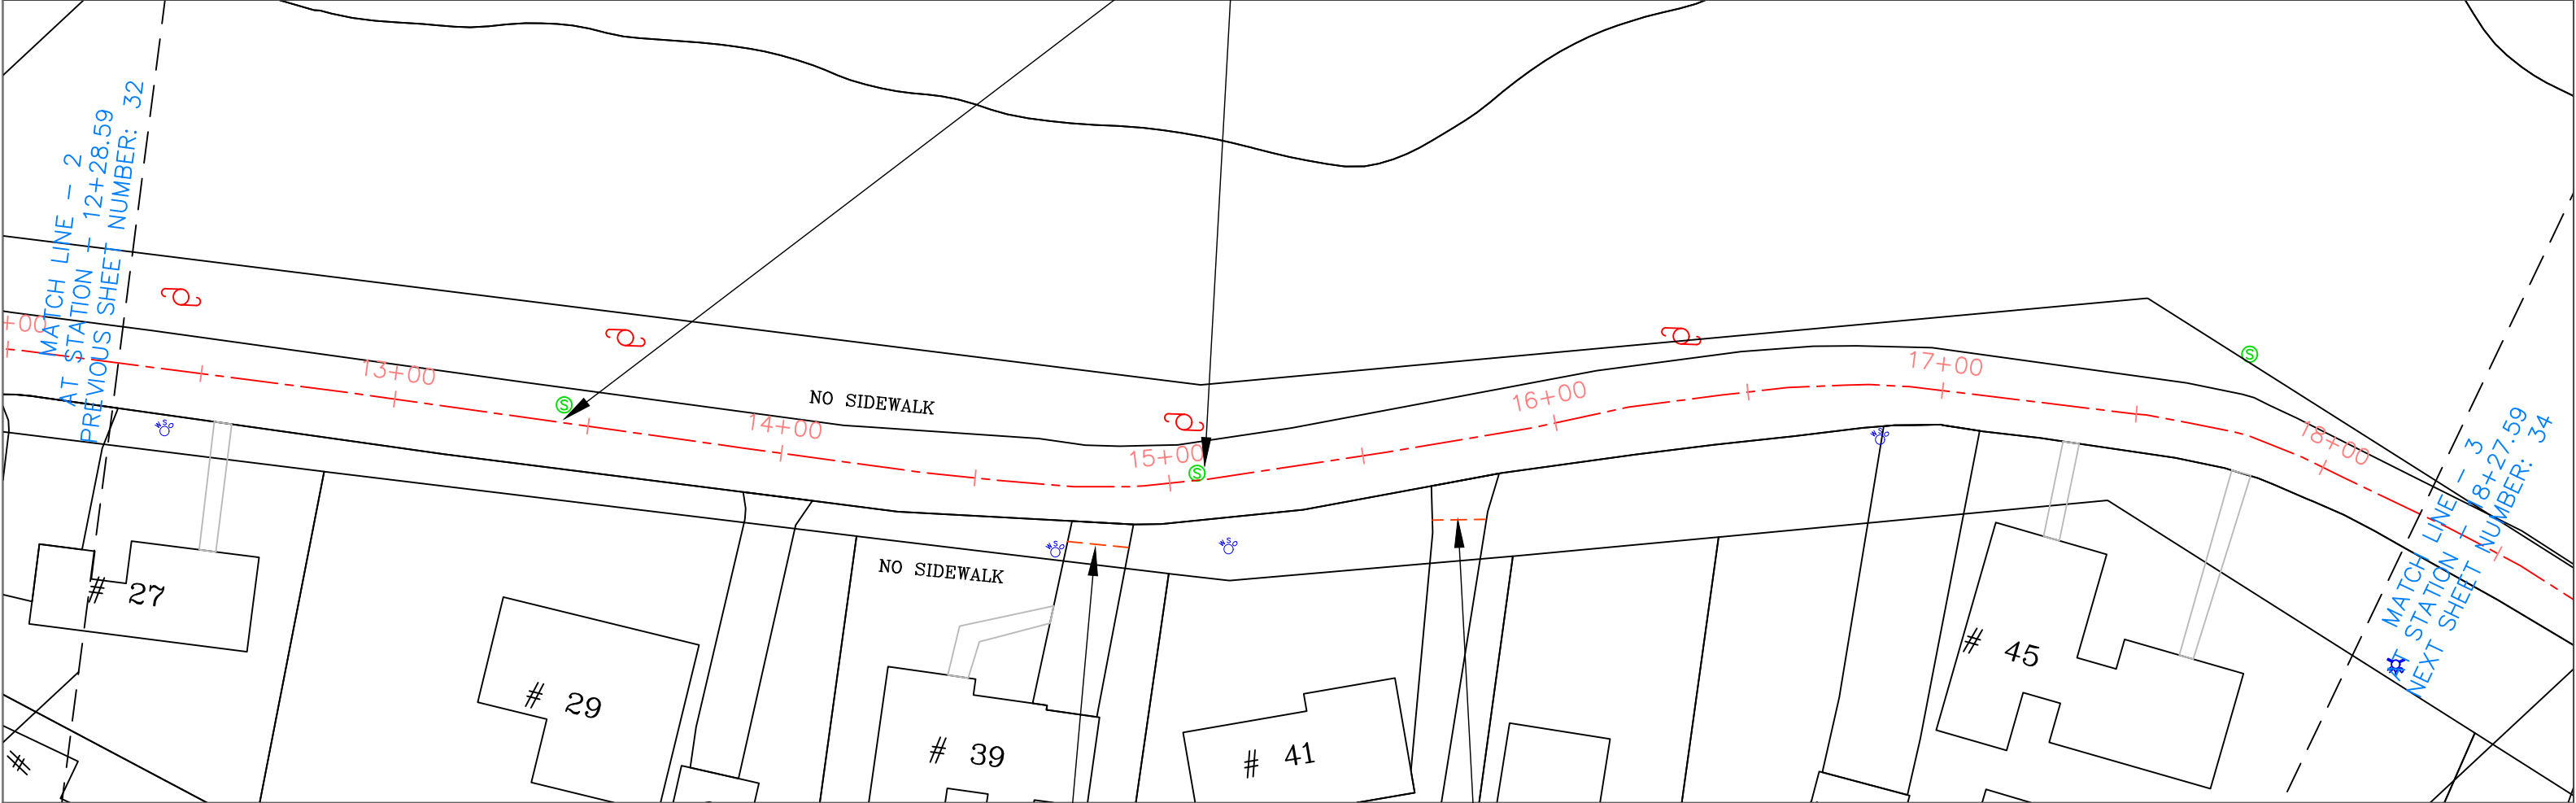 MATCH LINE - 2
AT STATION - 12+28.59
PREVIOUS SHEET NUMBER: 32
+00
13+00
14+00
15+00
16+00
17+00
18+00
NO SIDEWALK
NO SIDEWALK
S
S
S
# 27
# 29
# 39
# 41
# 45
#
MATCH LINE - 3
AT STATION - 18+27.59
NEXT SHEET NUMBER: 34